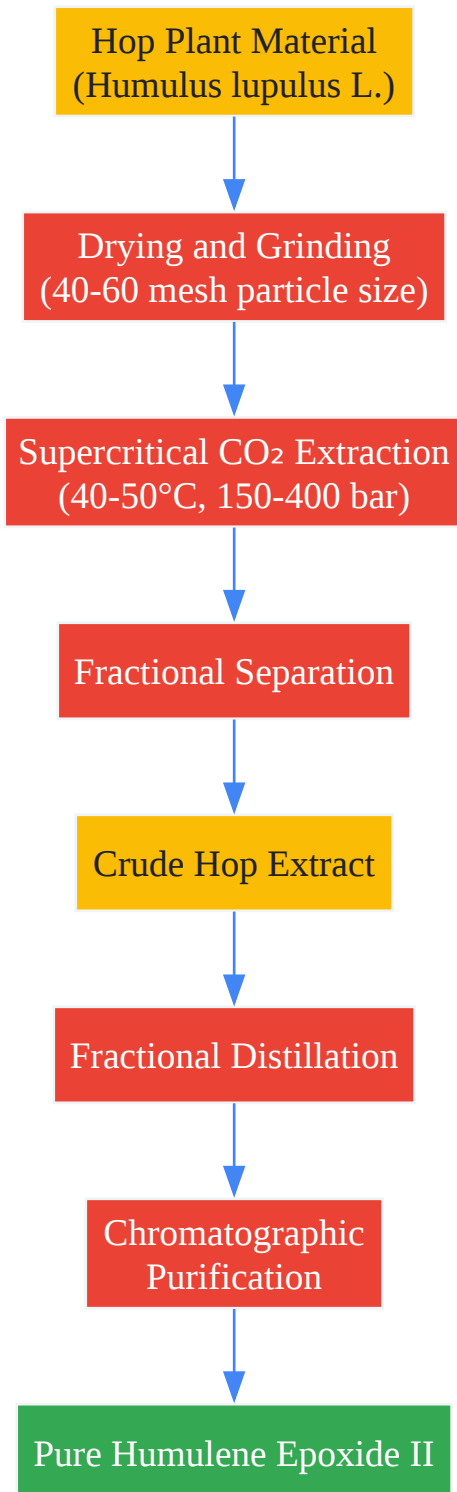 Hop Plant Material
(Humulus lupulus L.)
Drying and Grinding
(40-60 mesh particle size)
Supercritical CO₂ Extraction
(40-50°C, 150-400 bar)
Fractional Separation
Crude Hop Extract
Fractional Distillation
Chromatographic
Purification
Pure Humulene Epoxide II